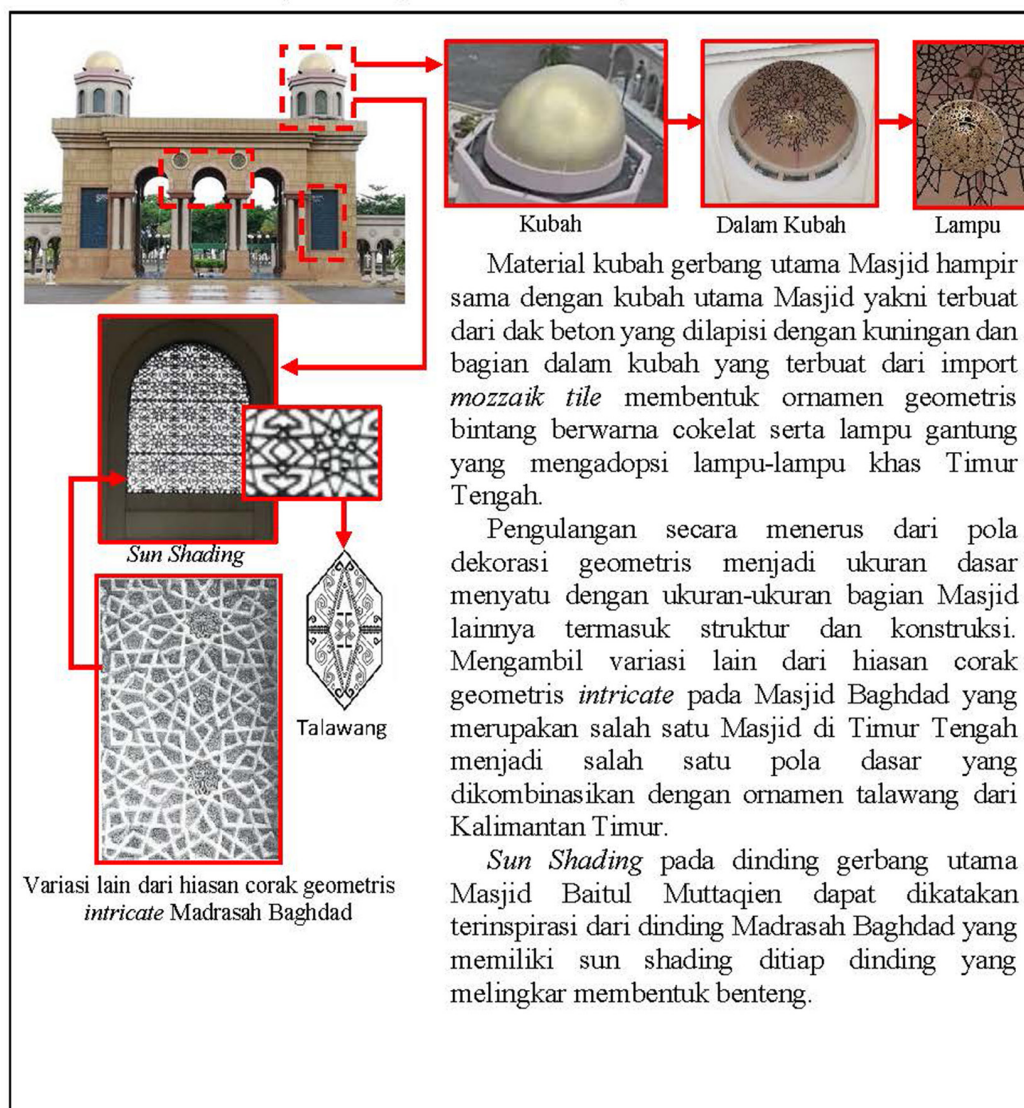 Kubah
Dalam Kubah
Lampu
Material kubah gerbang utama Masjid hampir
sama dengan kubah utama Masjid yakni terbuat
dari dak beton yang dilapisi dengan kuningan dan
bagian dalam kubah yang terbuat dari import
mozzaik tile membentuk ornamen geometris
bintang berwarna cokelat serta lampu gantung
yang mengadopsi lampu-lampu khas Timur
Tengah.
Pengulangan secara menerus dari pola
dekorasi geometris menjadi ukuran dasar
menyatu dengan ukuran-ukuran bagian Masjid
lainnya termasuk struktur dan konstruksi.
Mengambil variasi lain dari hiasan corak
geometris intricate pada Masjid Baghdad yang
merupakan salah satu Masjid di Timur Tengah
menjadi salah satu pola dasar yang
dikombinasikan dengan ornamen talawang dari
Kalimantan Timur.
Sun Shading pada dinding gerbang utama
Masjid Baitul Muttaqien dapat dikatakan
terinspirasi dari dinding Madrasah Baghdad yang
memiliki sun shading ditiap dinding yang
melingkar membentuk benteng.
Sun Shading
Talawang
Variasi lain dari hiasan corak geometris
intricate Madrasah Baghdad